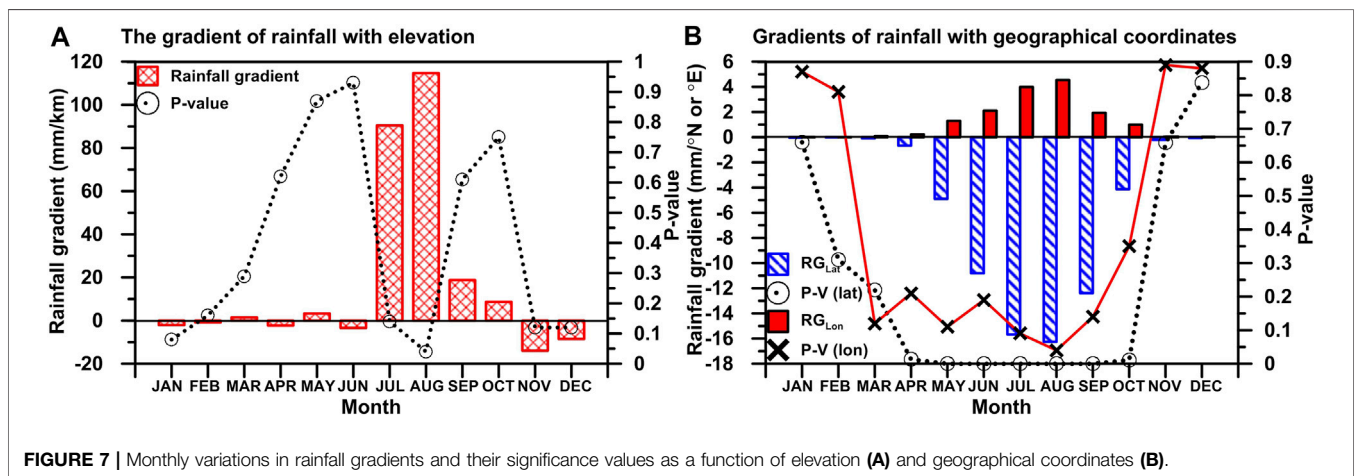 A The gradient of rainfall with elevation
Rainfall gradient (mm/km)
120
100
80
60
40
20
0
-20
Rainfall gradient
P-value
1
0.9
0.8
0.7
0.6
0.5
0.4
0.3
0.2
0.1
0
P-value
JAN FEB MAR APR MAY JUN JUL AUG SEP OCT NOV DEC
Month
B Gradients of rainfall with geographical coordinates
Rainfall gradient (mm/°N or °E)
6
4
2
0
-2
-4
-6
-8
-10
-12
-14
-16
-18
RGLat
P-V (lat)
RGLon
P-V (lon)
0.9
0.8
0.7
0.6
0.5
0.4
0.3
0.2
0.1
0
P-value
JAN FEB MAR APR MAY JUN JUL AUG SEP OCT NOV DEC
Month
FIGURE 7 | Monthly variations in rainfall gradients and their significance values as a function of elevation (A) and geographical coordinates (B).